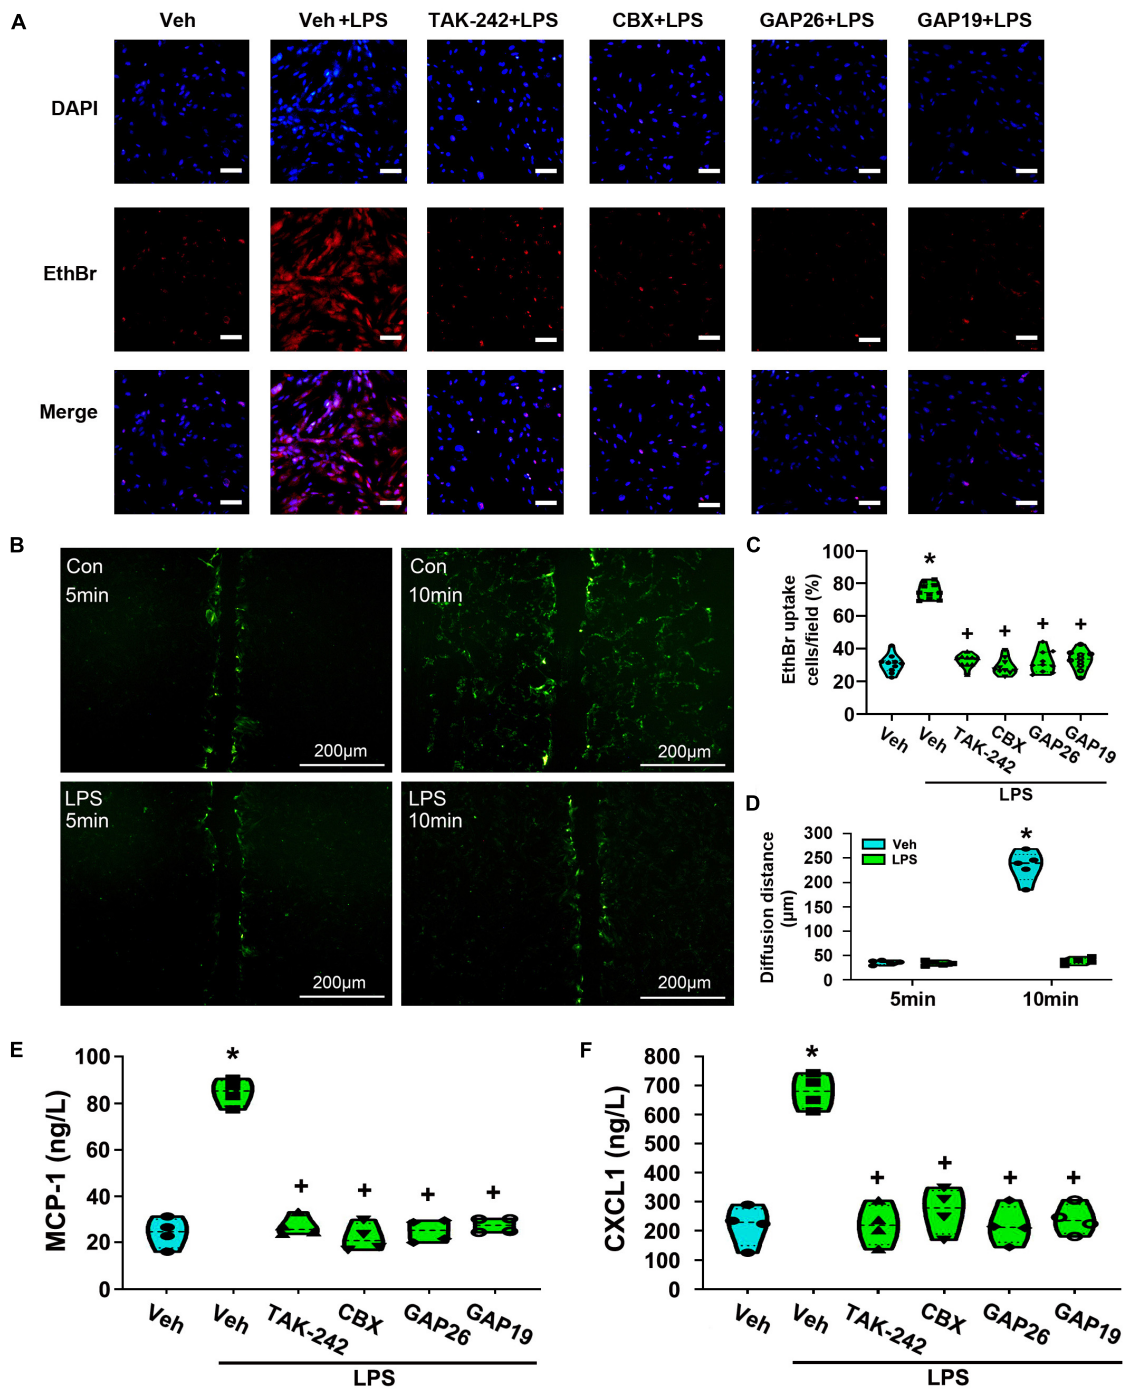 A
Veh
Veh+LPS
TAK-242+LPS
CBX+LPS
GAP26+LPS
GAP19+LPS
DAPI
EthBr
Merge
B
Con
5min
200µm
Con
10min
200µm
LPS
5min
200µm
LPS
10min
200µm
C
EthBr uptake
cells/field (%)
100
80
60
40
20
0
*
+
+
+
+
Veh
Veh
TAK-242
CBX
GAP26
GAP19
LPS
D
Diffusion distance
(µm)
300
250
200
150
100
50
0
Veh
LPS
*
5min
10min
E
MCP-1 (ng/L)
100
80
60
40
20
0
*
+
+
+
+
Veh
Veh
TAK-242
CBX
GAP26
GAP19
LPS
F
CXCL1 (ng/L)
800
700
600
500
400
300
200
100
0
*
+
+
+
+
Veh
Veh
TAK-242
CBX
GAP26
GAP19
LPS